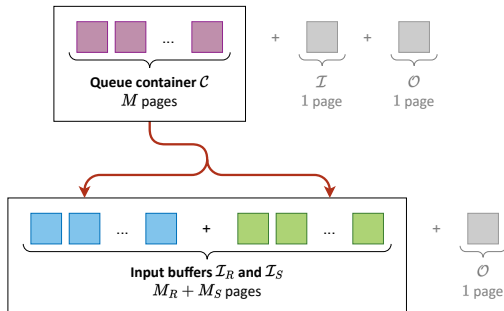 ... + +
Queue container 𝒞 ℐ 𝒪
M pages 1 page 1 page
... + ... +
Input buffers ℐ_R and ℐ_S 𝒪
M_R + M_S pages 1 page